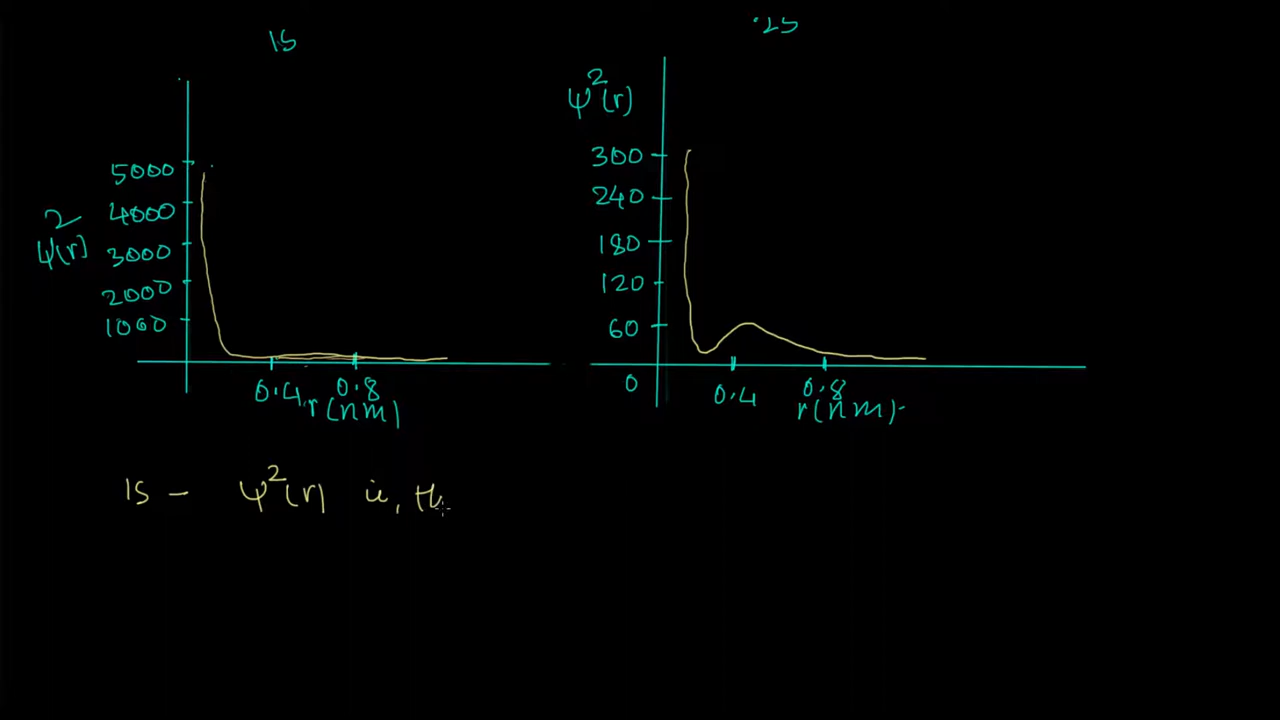 1S
2S
ψ²(r)
5000
4000
3000
2000
1000
ψ²(r)
300
240
180
120
60
0
0.4
0.8
r(nm)
0.4
0.8
r(nm)
1S - ψ²(r) ie, th